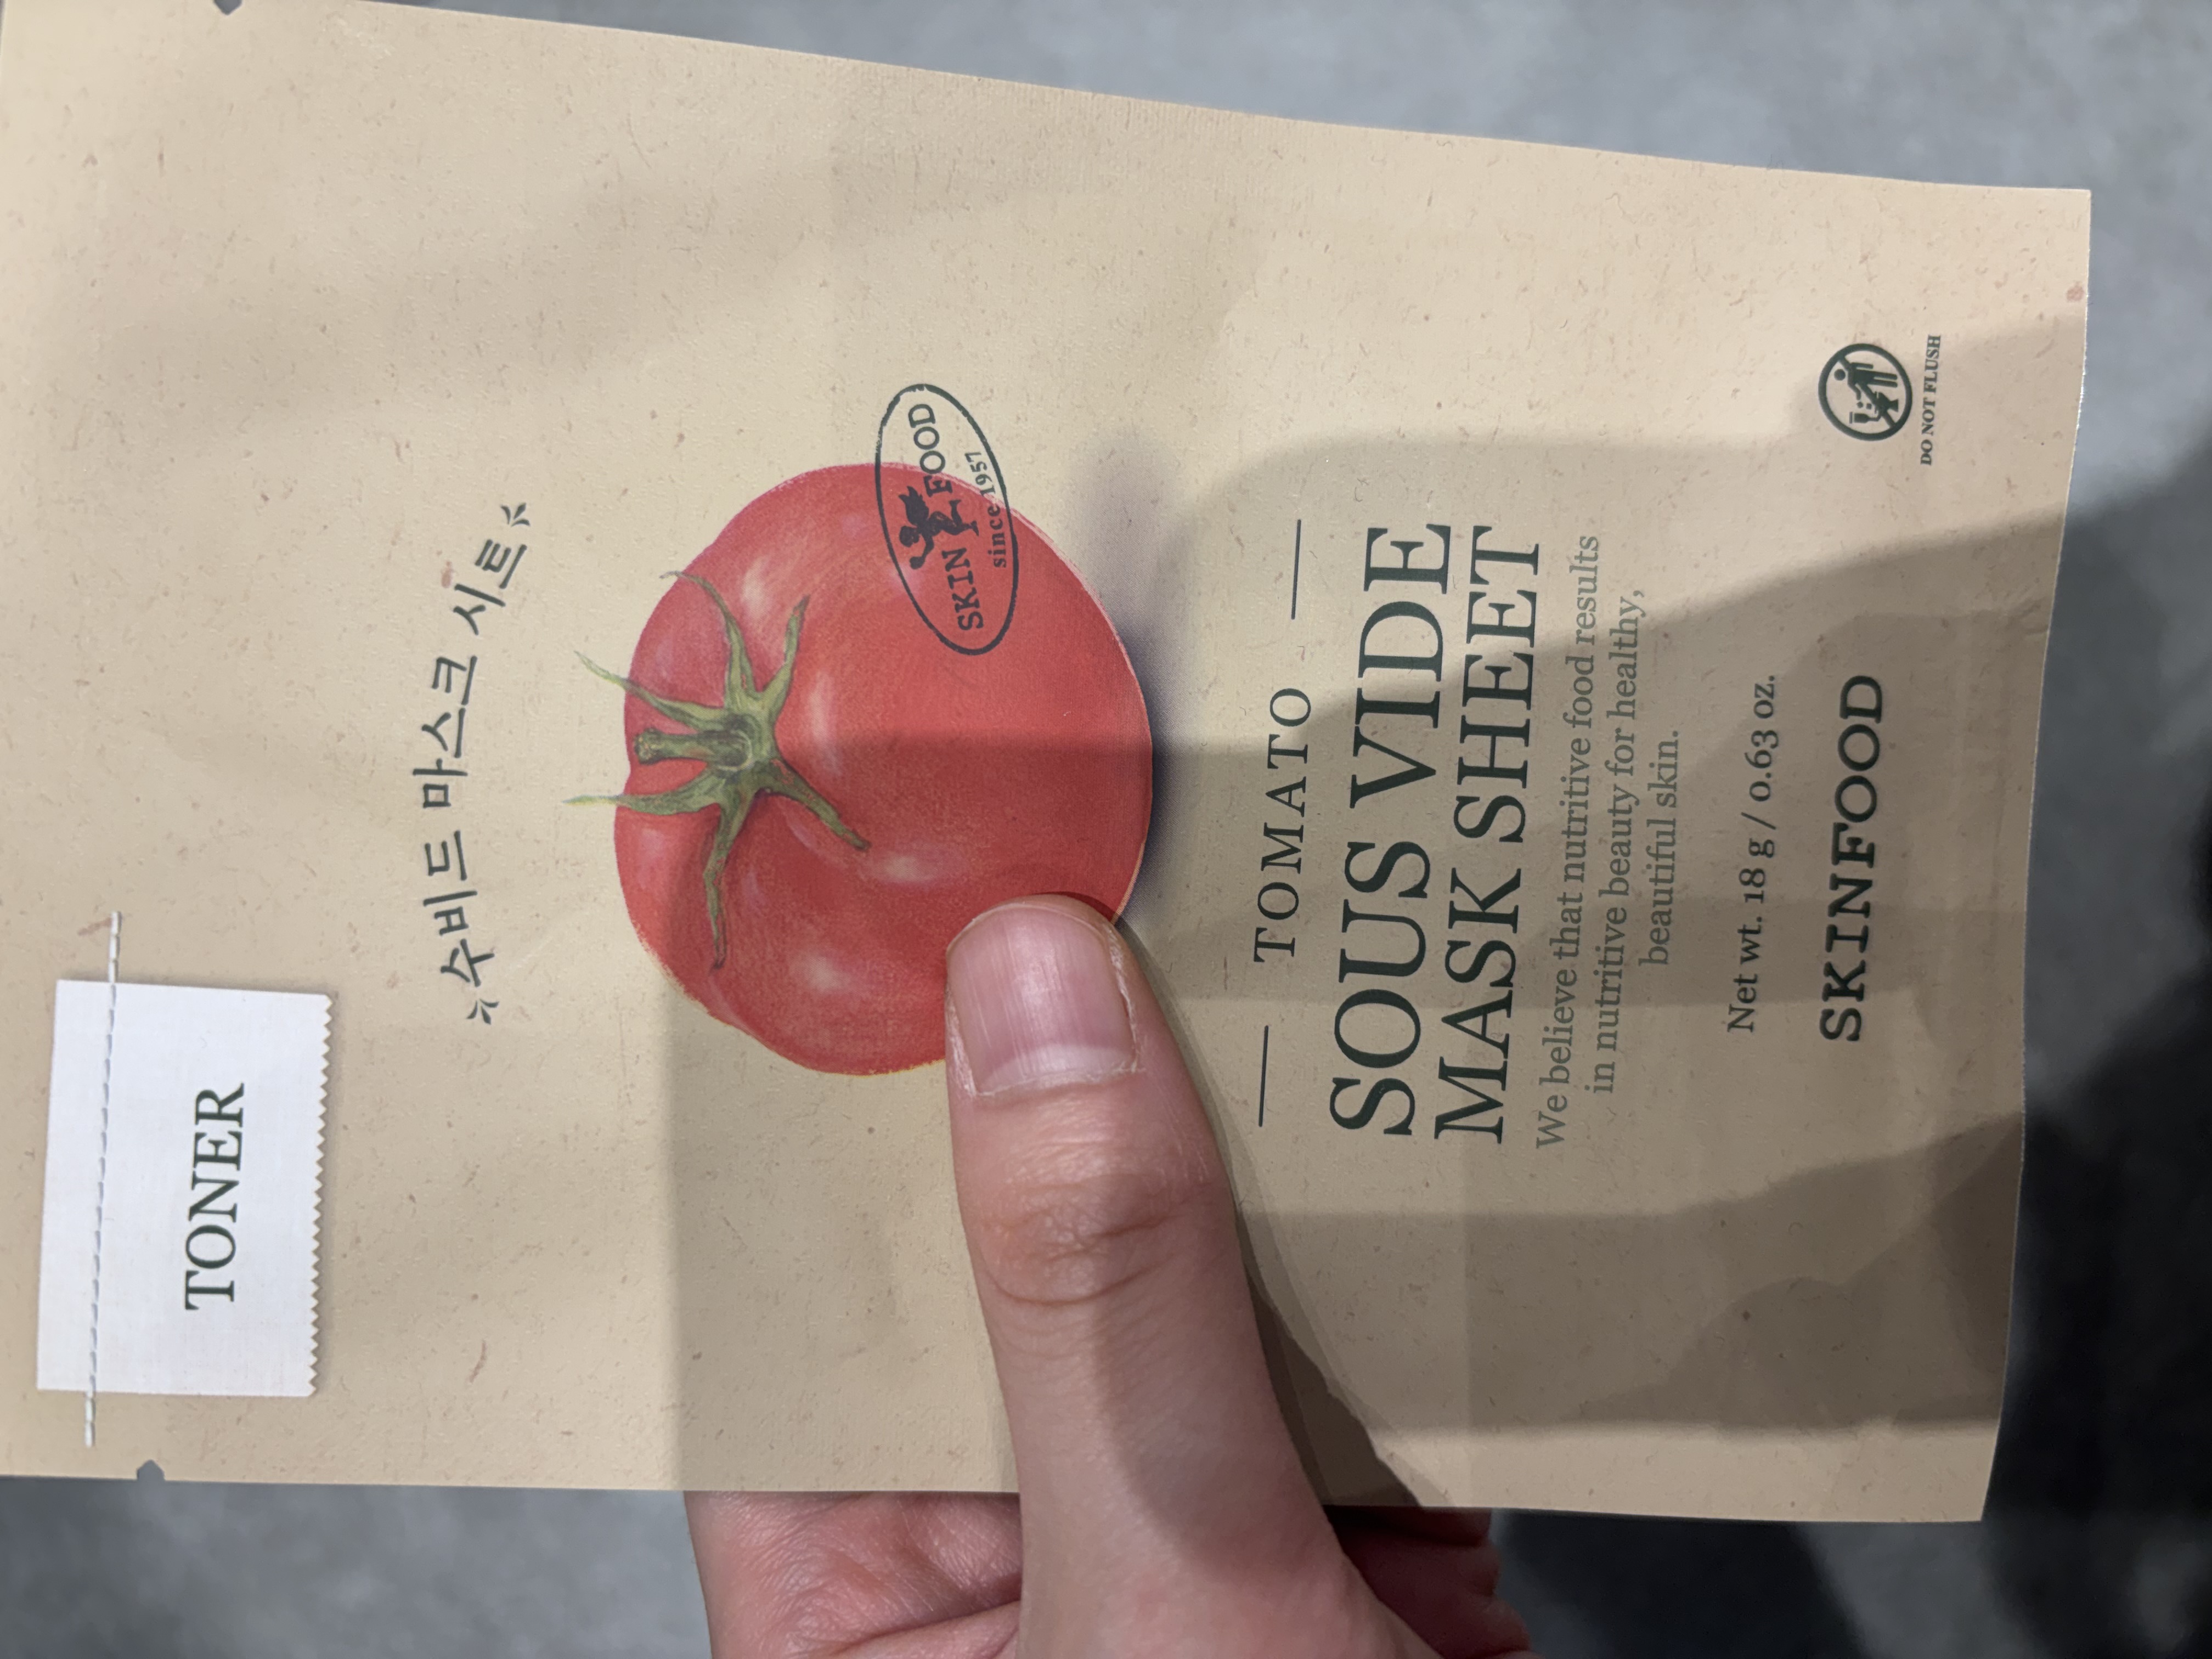 TONER
수비드 마스크 시트
SKIN FOOD
since 1957
TOMATO
SOUS VIDE
MASK SHEET
We believe that nutritive food results
in nutritive beauty for healthy,
beautiful skin.
Net wt. 18 g / 0.63 oz.
SKINFOOD
DO NOT FLUSH